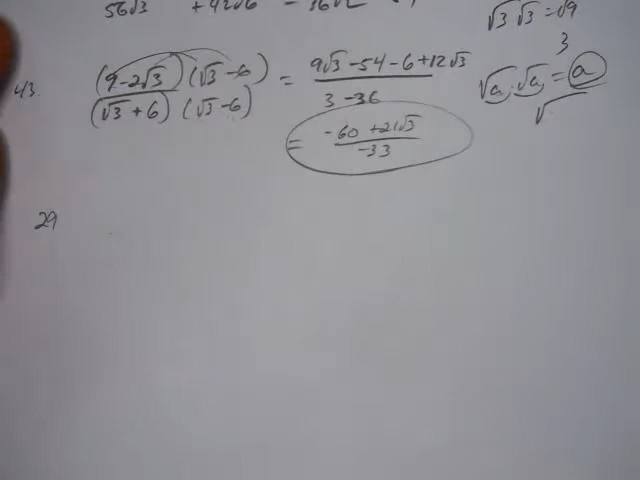 56√3 + 42√6 - 36√2
√3 √3 = √9
3
43. (9-2√3) (√3 -6) / (√3 + 6) (√3 -6) = 9√3 -54 -6 +12√3 / 3 -36
√a · √a = a
√
= -60 +21√3 / -33
29